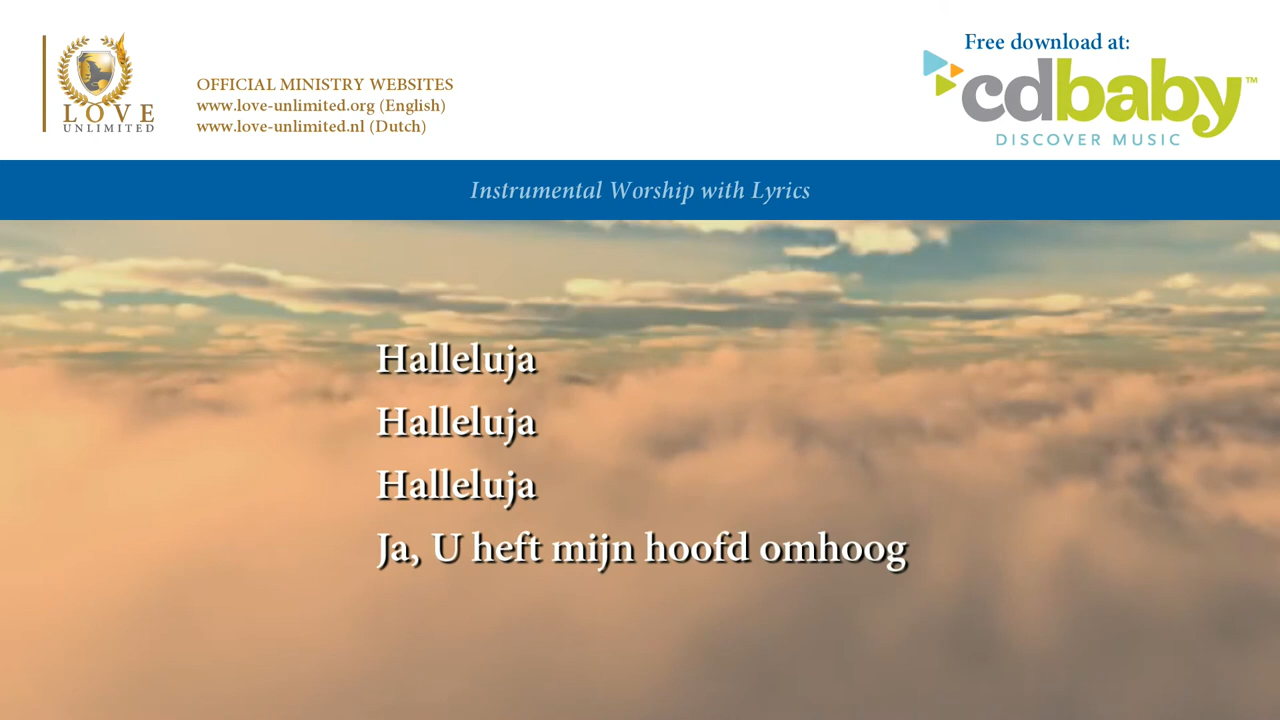 LOVE
UNLIMITED
OFFICIAL MINISTRY WEBSITES
www.love-unlimited.org (English)
www.love-unlimited.nl (Dutch)
Free download at:
cdbaby™
DISCOVER MUSIC
Instrumental Worship with Lyrics
Halleluja
Halleluja
Halleluja
Ja, U heft mijn hoofd omhoog